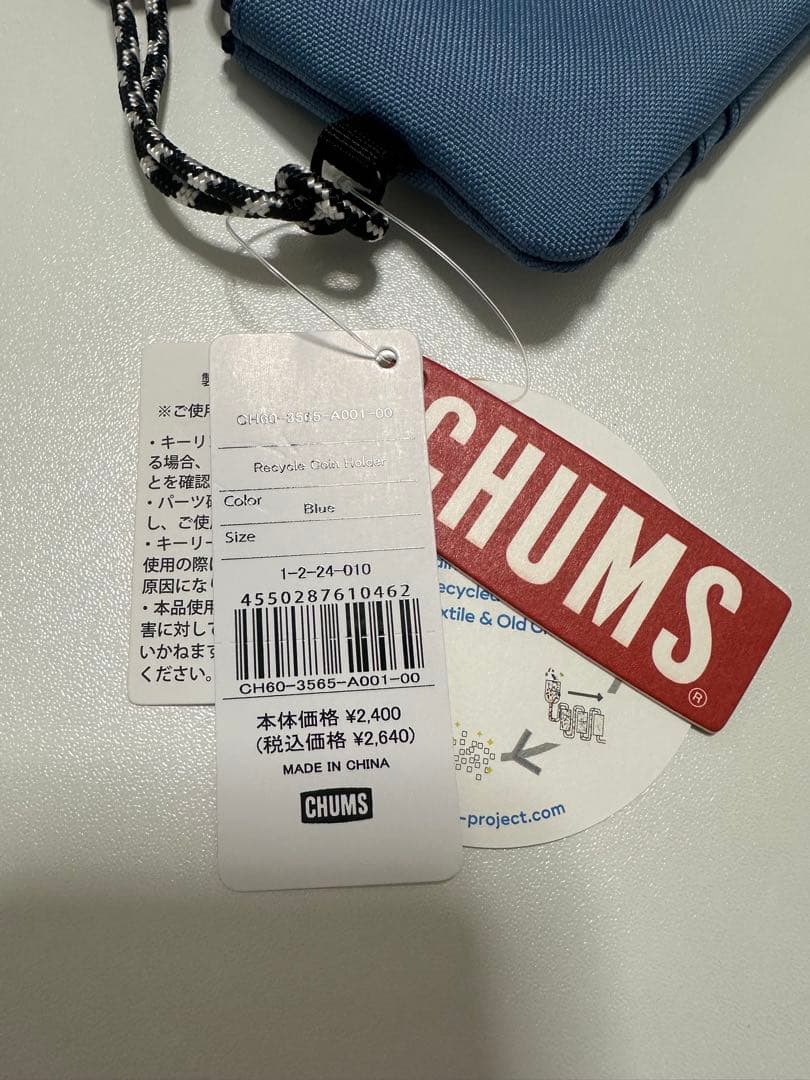 CH60-3565-A001-00
Recycle Coin Holder
Color
Blue
Size
1-2-24-010
4550287610462
CH60-3565-A001-00
本体価格 ¥2,400
(税込価格 ¥2,640)
MADE IN CHINA
CHUMS
※ご使用
・キーリ
る場合、
とを確認
・パーツ
し、ご使用
・キーリー
使用の際
原因にな
・本品使用
害に対して
いかねます
ください。
CHUMS
®
ecycled
xtile & Old
-project.com